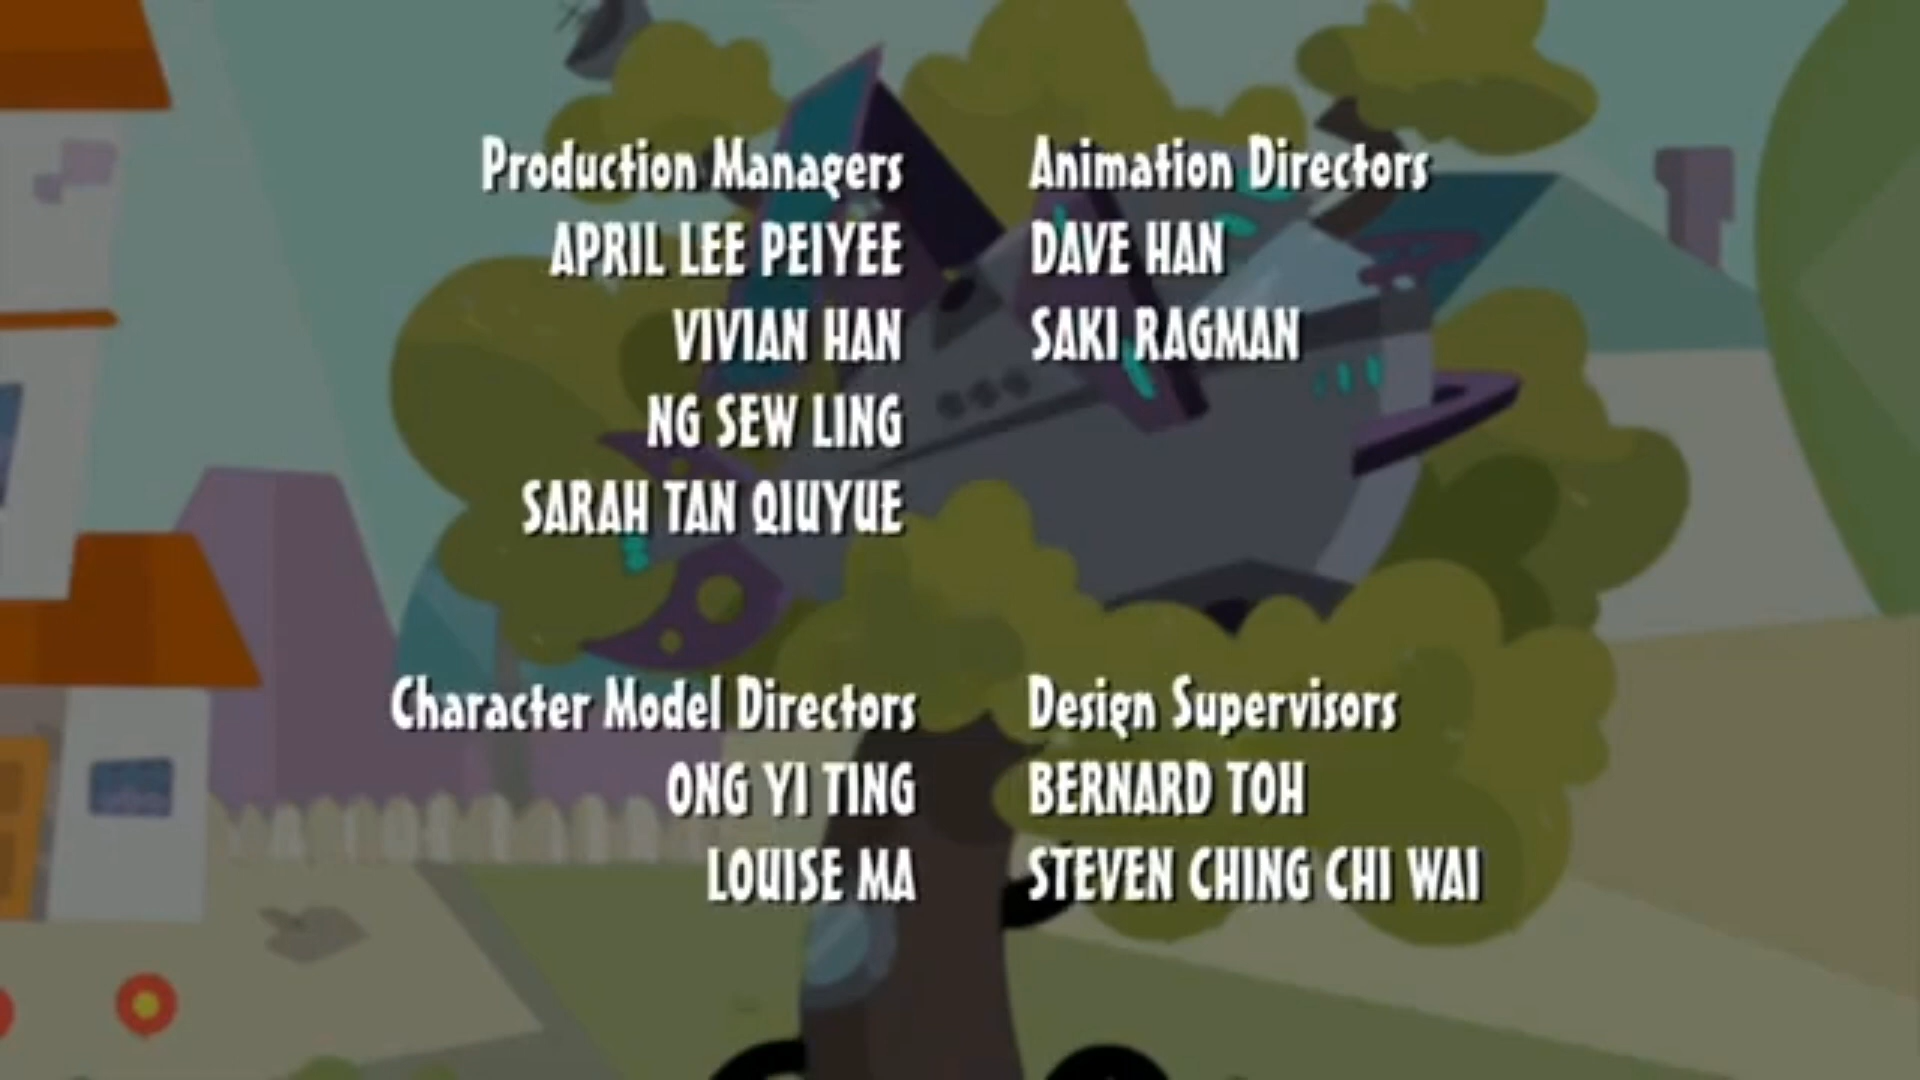 Production Managers
APRIL LEE PEIYEE
VIVIAN HAN
NG SEW LING
SARAH TAN QIUYUE
Animation Directors
DAVE HAN
SAKI RAGMAN
Character Model Directors
ONG YI TING
LOUISE MA
Design Supervisors
BERNARD TOH
STEVEN CHING CHI WAI